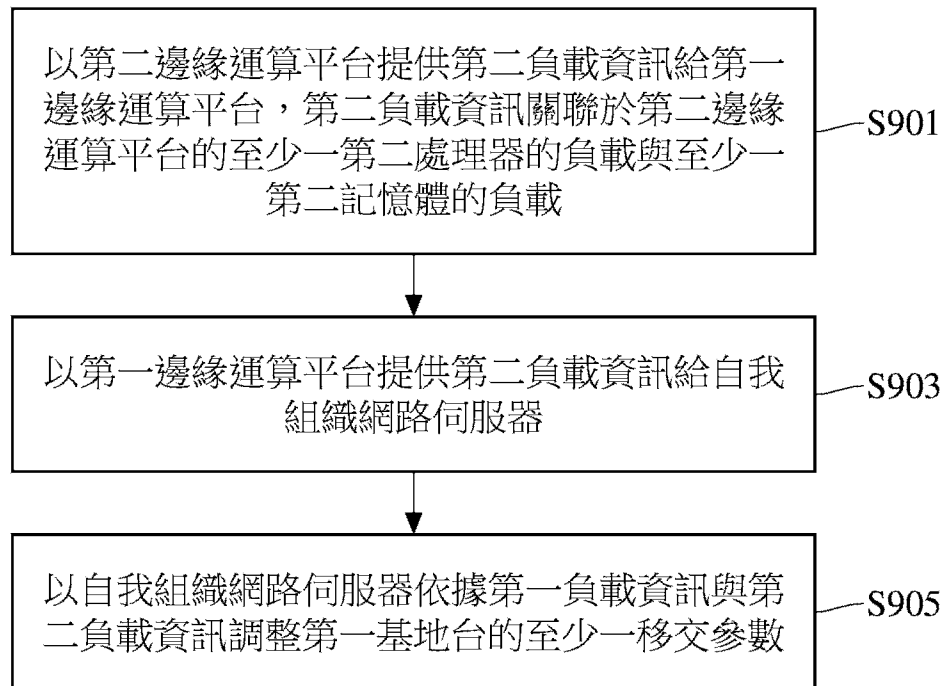 以第二邊緣運算平台提供第二負載資訊給第一
邊緣運算平台，第二負載資訊關聯於第二邊緣
運算平台的至少一第二處理器的負載與至少一
第二記憶體的負載
S901
以第一邊緣運算平台提供第二負載資訊給自我
組織網路伺服器
S903
以自我組織網路伺服器依據第一負載資訊與第
二負載資訊調整第一基地台的至少一移交參數
S905